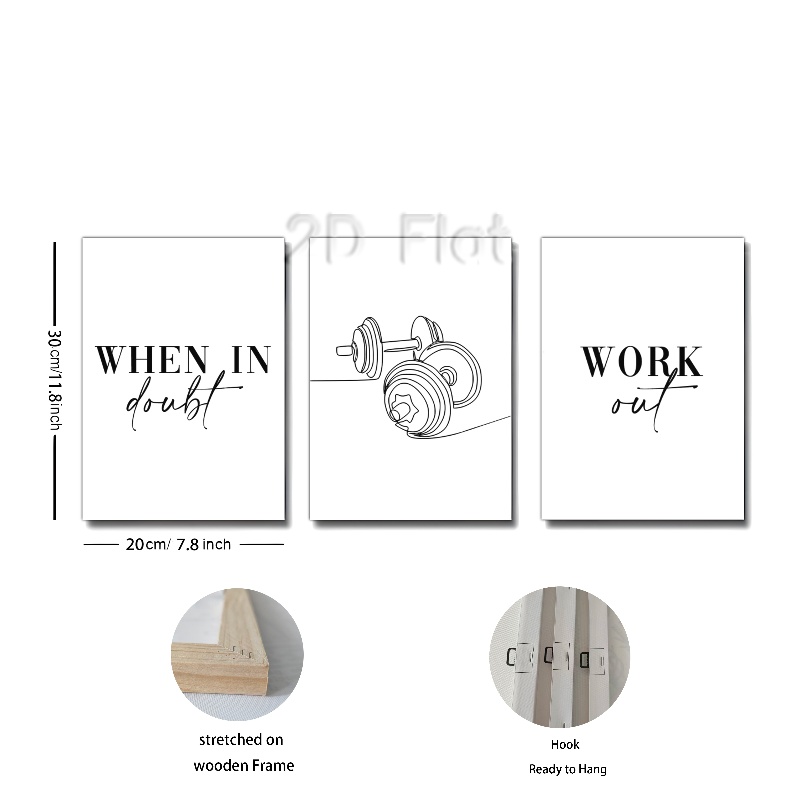 2D Flat
WHEN IN
doubt
WORK
out
30cm/11.8inch
20cm/ 7.8 inch
stretched on
wooden Frame
Hook
Ready to Hang